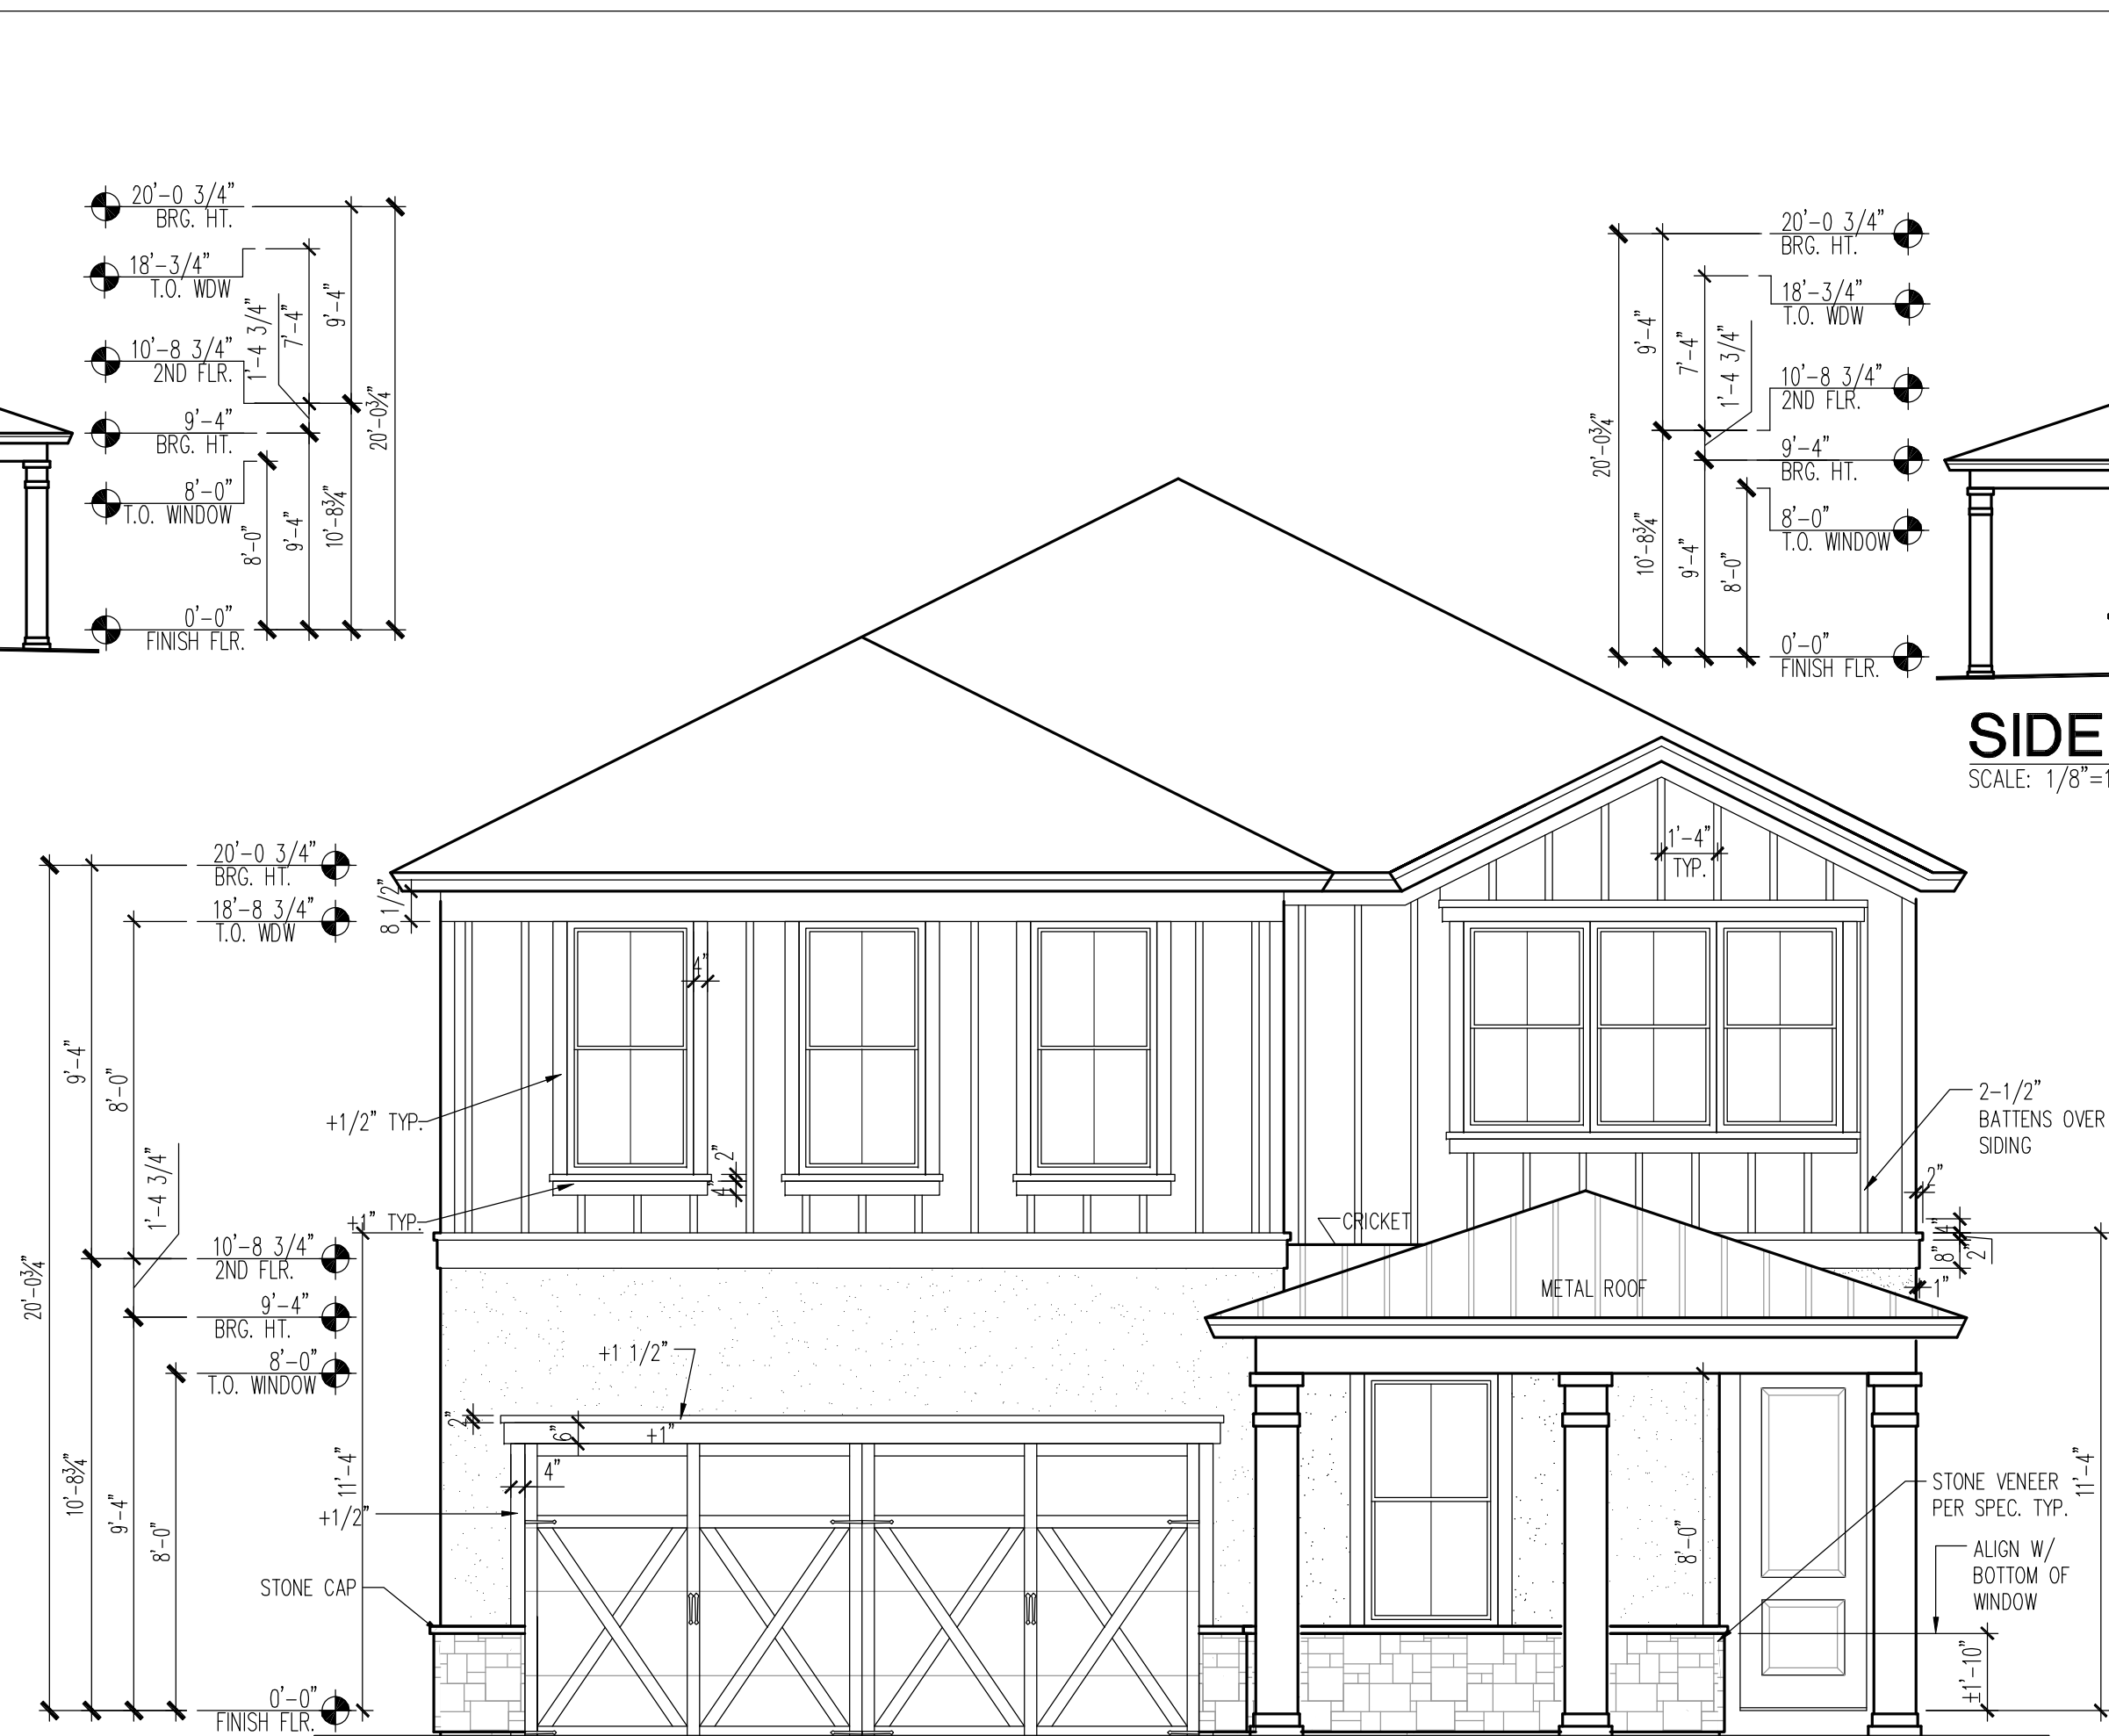 20'-0 3/4"
BRG. HT.
18'-3/4"
T.O. WDW
10'-8 3/4"
2ND FLR.
9'-4"
BRG. HT.
8'-0"
T.O. WINDOW
0'-0"
FINISH FLR.
1'-4 3/4"
7'-4"
9'-4"
20'-0¾"
8'-0"
9'-4"
10'-8¾"
20'-0 3/4"
BRG. HT.
18'-3/4"
T.O. WDW
10'-8 3/4"
2ND FLR.
9'-4"
BRG. HT.
8'-0"
T.O. WINDOW
0'-0"
FINISH FLR.
9'-4"
7'-4"
1'-4 3/4"
20'-0¾"
10'-8¾"
9'-4"
8'-0"
SIDE
SCALE: 1/8"=1
20'-0 3/4"
BRG. HT.
18'-8 3/4"
T.O. WDW
10'-8 3/4"
2ND FLR.
9'-4"
BRG. HT.
8'-0"
T.O. WINDOW
0'-0"
FINISH FLR.
9'-4"
8'-0"
1'-4 3/4"
20'-0¾"
10'-8¾"
9'-4"
8'-0"
11'-4"
8 1/2"
4"
1'-4"
TYP.
+1/2" TYP.
2"
4"
+1" TYP.
CRICKET
METAL ROOF
2-1/2"
BATTENS OVER
SIDING
2"
4"
8"
2"
1"
+1 1/2"
2"
6"
+1"
4"
+1/2"
STONE CAP
8'-0"
STONE VENEER
PER SPEC. TYP.
ALIGN W/
BOTTOM OF
WINDOW
11'-4"
±1'-10"